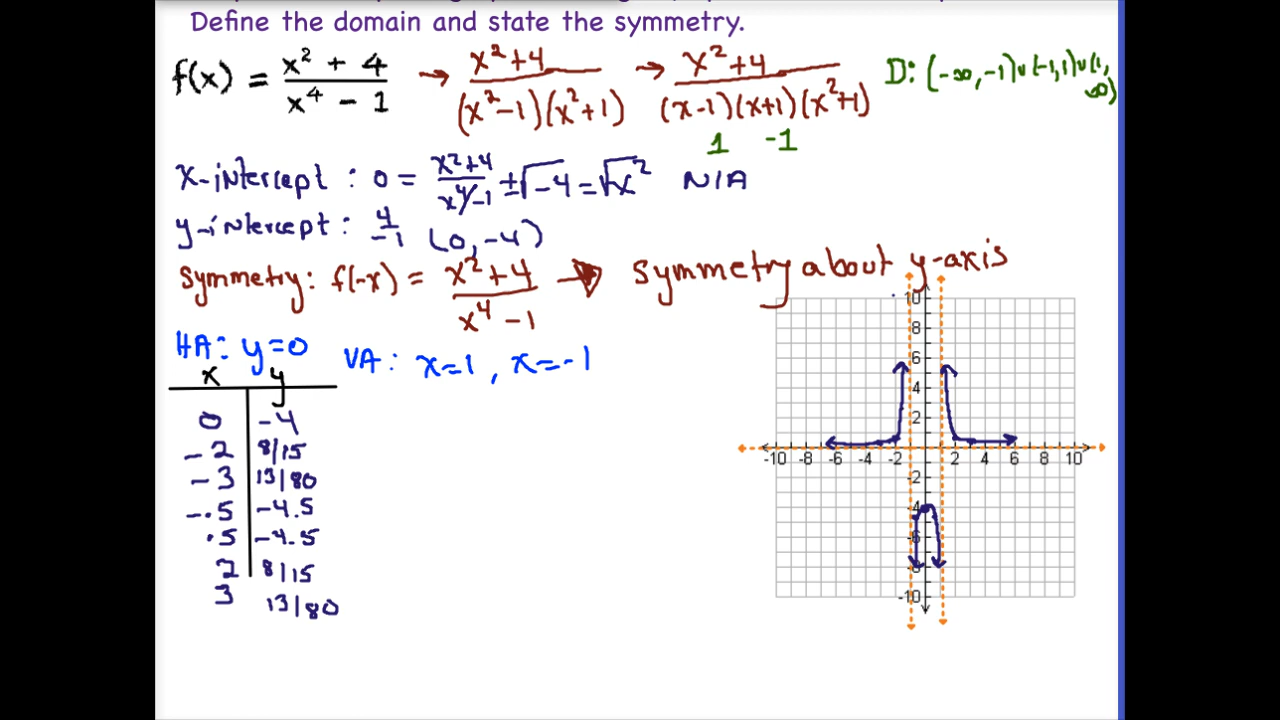 Define the domain and state the symmetry.
f(x) = x² + 4 / x⁴ - 1 → x²+4 / (x²-1)(x²+1) → x²+4 / (x-1)(x+1)(x²+1) D: (-∞,-1)∪(-1,1)∪(1,∞)
1 -1
x-intercept : 0 = x²+4 / x⁴-1 ±√-4 = √x² N/A
y-intercept : 4/-1 (0,-4)
Symmetry: f(-x) = x²+4 / x⁴-1 → symmetry about y-axis
HA: y=0 VA: x=1, x=-1
x y
0 -4
-2 8/15
-3 13/80
-.5 -4.5
.5 -4.5
2 8/15
3 13/80
10
8
6
4
2
-10 -8 -6 -4 -2 2 4 6 8 10
-2
-4
-6
-8
-10